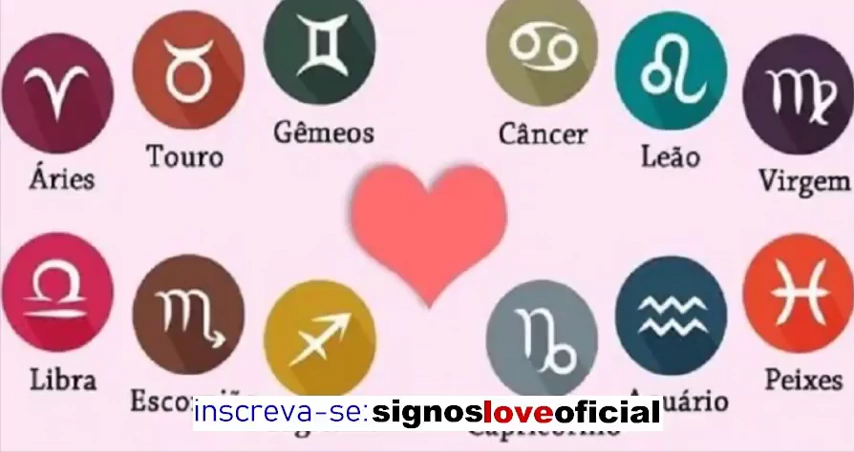 Gêmeos
Câncer
Touro
Leão
Áries
Virgem
Libra
Peixes
inscreva-se:signosloveoficial